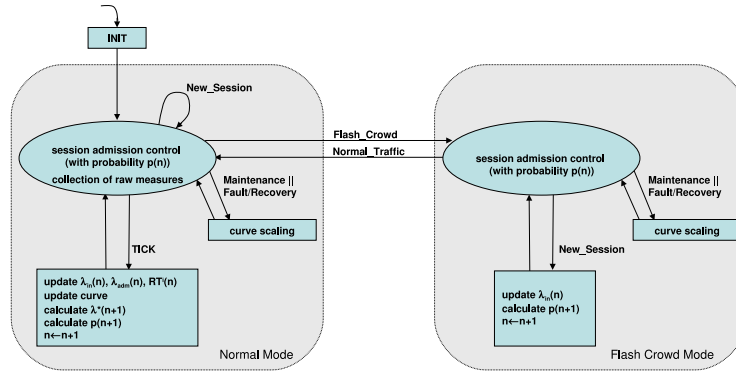 INIT
New_Session
session admission control
(with probability p(n))
collection of raw measures
Flash_Crowd
Normal_Traffic
Maintenance ||
Fault/Recovery
curve scaling
TICK
update λin(n), λadm(n), RTi(n)
update curve
calculate λ*(n+1)
calculate p(n+1)
n←n+1
Normal Mode
session admission control
(with probability p(n))
Maintenance ||
Fault/Recovery
curve scaling
New_Session
update λin(n)
calculate p(n+1)
n←n+1
Flash Crowd Mode